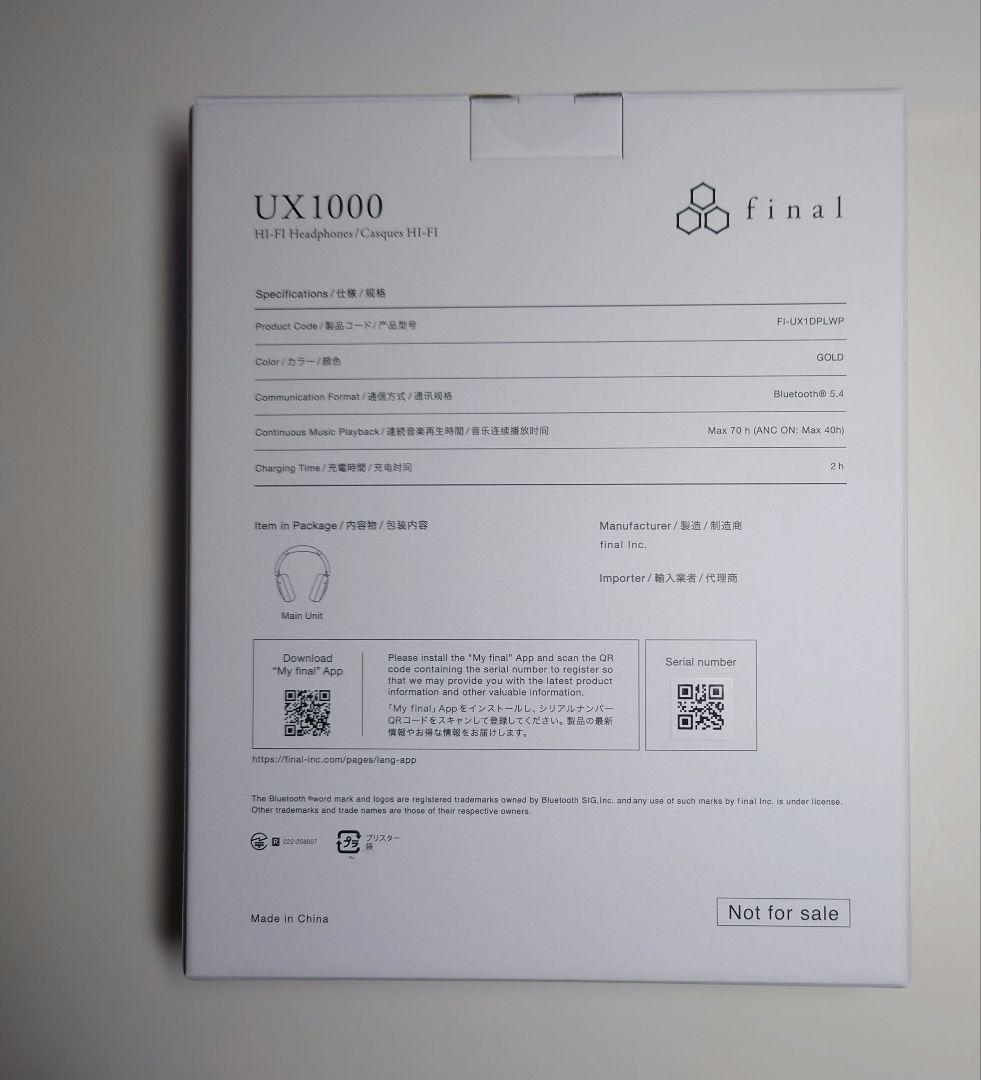 UX1000
HI-FI Headphones/Casques HI-FI
final
Specifications/仕様/规格
Product Code/製品コード/产品型号 FI-UX1DPLWP
Color/カラー/颜色 GOLD
Communication Format/通信方式/通讯规格 Bluetooth® 5.4
Continuous Music Playback/連続音楽再生時間/音乐连续播放时间 Max 70 h (ANC ON: Max 40h)
Charging Time/充電時間/充电时间 2 h
Item in Package/内容物/包装内容
Main Unit
Manufacturer/製造/制造商
final Inc.
Importer/輸入業者/代理商
Download
"My final" App
Please install the "My final" App and scan the QR
code containing the serial number to register so
that we may provide you with the latest product
information and other valuable information.
「My final」Appをインストールし、シリアルナンバー
QRコードをスキャンして登録してください。製品の最新
情報やお得な情報をお届けします。
Serial number
https://final-inc.com/pages/lang-app
The Bluetooth ®word mark and logos are registered trademarks owned by Bluetooth SIG,Inc. and any use of such marks by final Inc. is under license.
Other trademarks and trade names are those of their respective owners.
R 222-258007
プラ
ブリスター
袋
Made in China
Not for sale